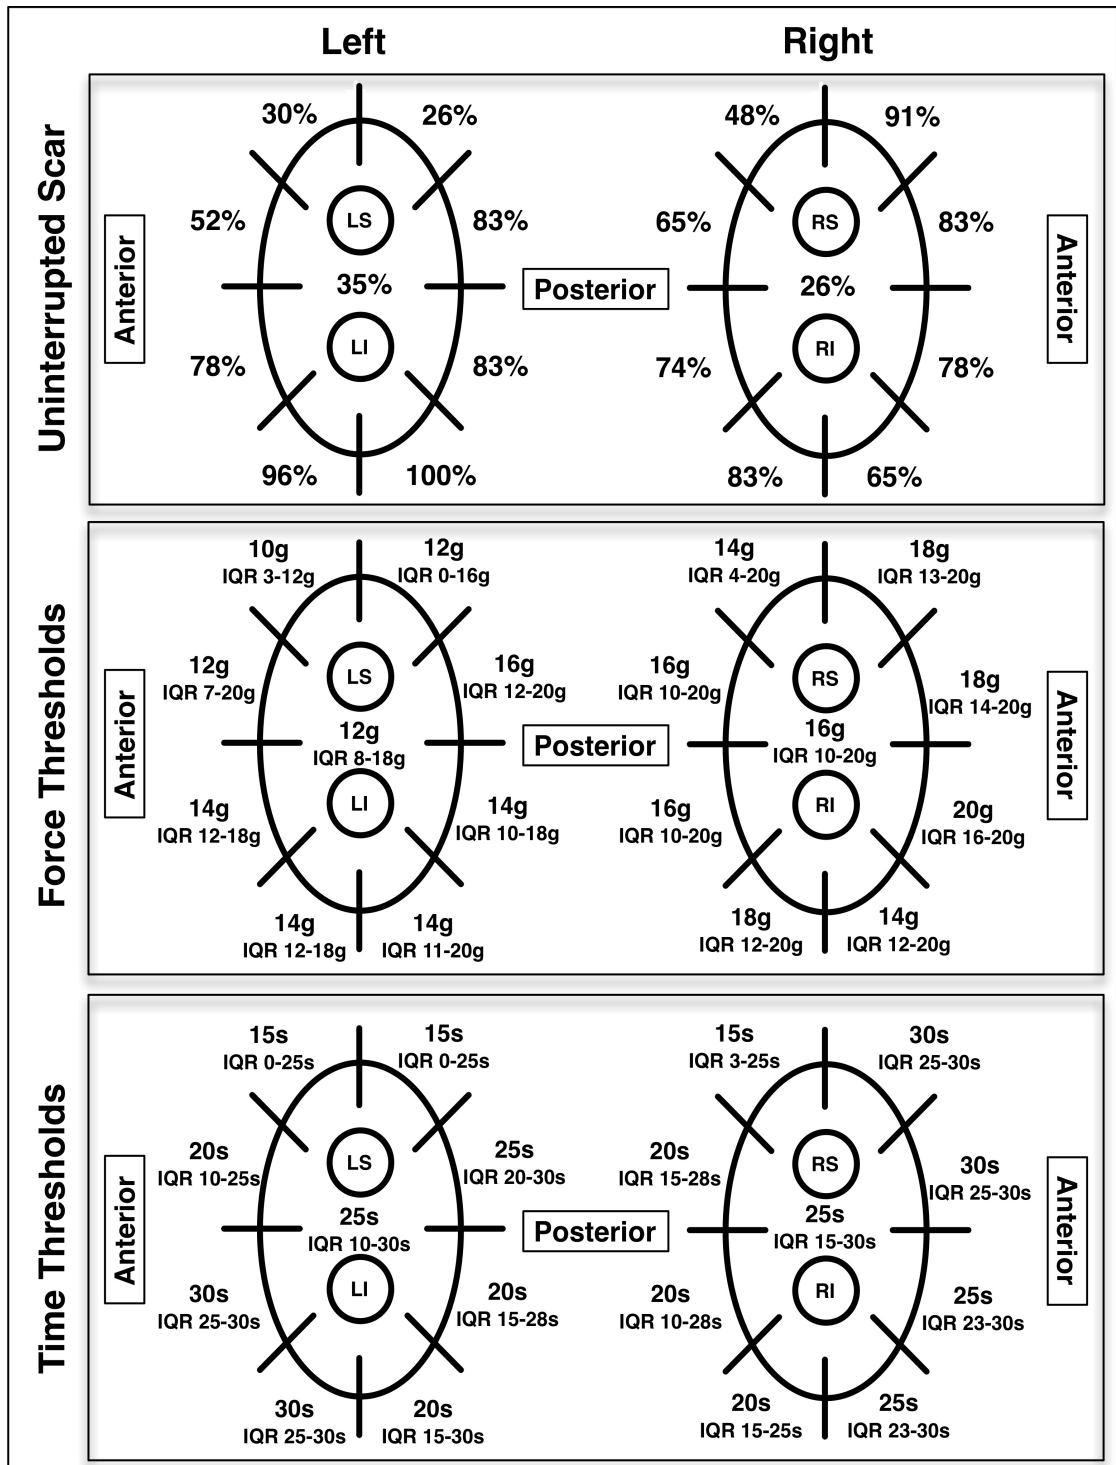 Left
Right
Uninterrupted Scar
30%
26%
48%
91%
52%
LS
83%
65%
RS
83%
Anterior
35%
Posterior
26%
Anterior
78%
LI
83%
74%
RI
78%
96%
100%
83%
65%
Force Thresholds
10g
IQR 3-12g
12g
IQR 0-16g
14g
IQR 4-20g
18g
IQR 13-20g
12g
IQR 7-20g
LS
16g
IQR 12-20g
16g
IQR 10-20g
RS
18g
IQR 14-20g
Anterior
12g
IQR 8-18g
Posterior
16g
IQR 10-20g
Anterior
14g
IQR 12-18g
LI
14g
IQR 10-18g
16g
IQR 10-20g
RI
20g
IQR 16-20g
14g
IQR 12-18g
14g
IQR 11-20g
18g
IQR 12-20g
14g
IQR 12-20g
Time Thresholds
15s
IQR 0-25s
15s
IQR 0-25s
15s
IQR 3-25s
30s
IQR 25-30s
20s
IQR 10-25s
LS
25s
IQR 20-30s
20s
IQR 15-28s
RS
30s
IQR 25-30s
Anterior
25s
IQR 10-30s
Posterior
25s
IQR 15-30s
Anterior
30s
IQR 25-30s
LI
20s
IQR 15-28s
20s
IQR 10-28s
RI
25s
IQR 23-30s
30s
IQR 25-30s
20s
IQR 15-30s
20s
IQR 15-25s
25s
IQR 23-30s